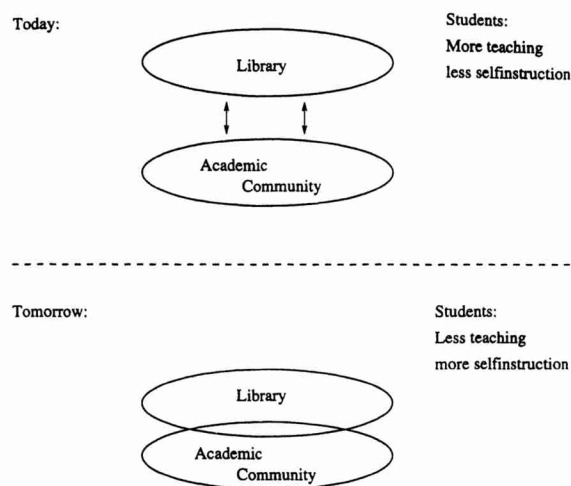 Today:
Students:
More teaching
less selfinstruction
Library
Academic
Community
Tomorrow:
Students:
Less teaching
more selfinstruction
Library
Academic
Community